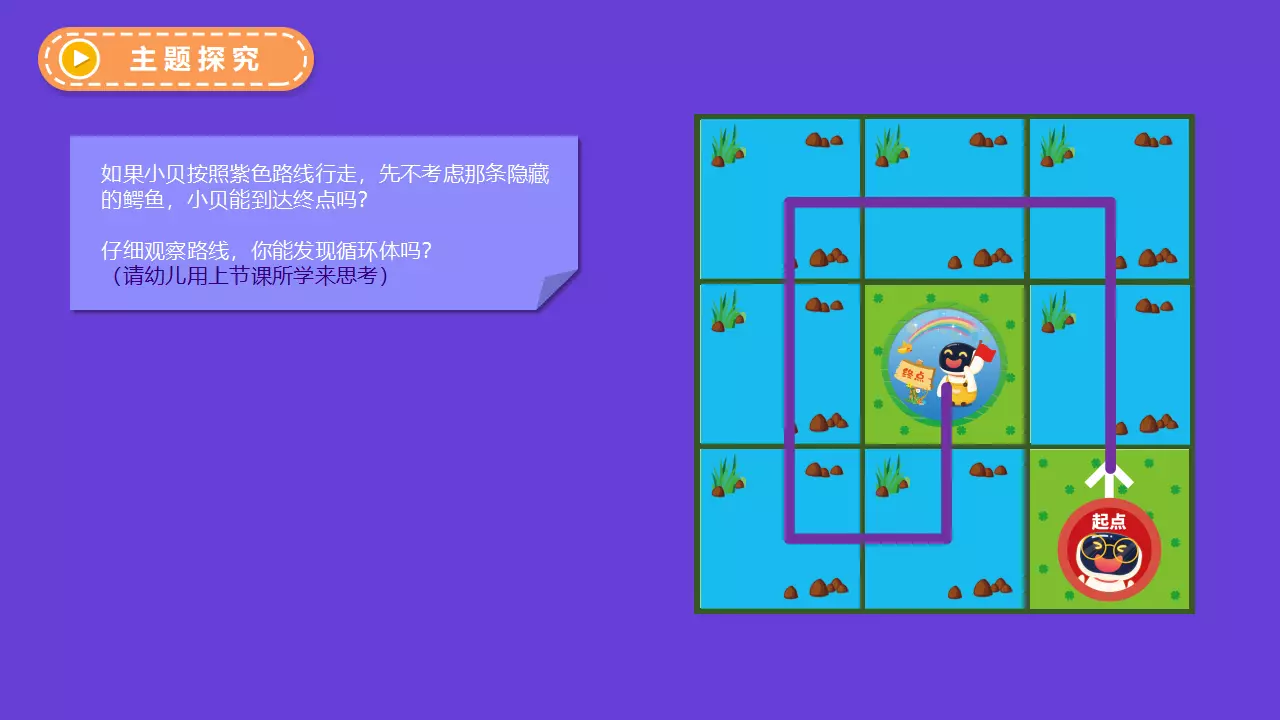 主题探究
如果小贝按照紫色路线行走，先不考虑那条隐藏
的鳄鱼，小贝能到达终点吗？
仔细观察路线，你能发现循环体吗？
（请幼儿用上节课所学来思考）
终点
起点